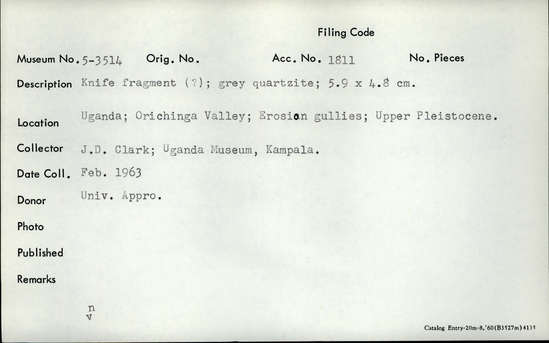 Filing Code
Museum No. 5-3514 Orig. No. Acc. No. 1811 No. Pieces
Description Knife fragment (?); grey quartzite; 5.9 x 4.8 cm.
Location Uganda; Orichinga Valley; Erosion gullies; Upper Pleistocene.
Collector J.D. Clark; Uganda Museum, Kampala.
Date Coll. Feb. 1963
Donor Univ. Appro.
Photo
Published
Remarks
n
v
Catalog Entry-20m-8,'60